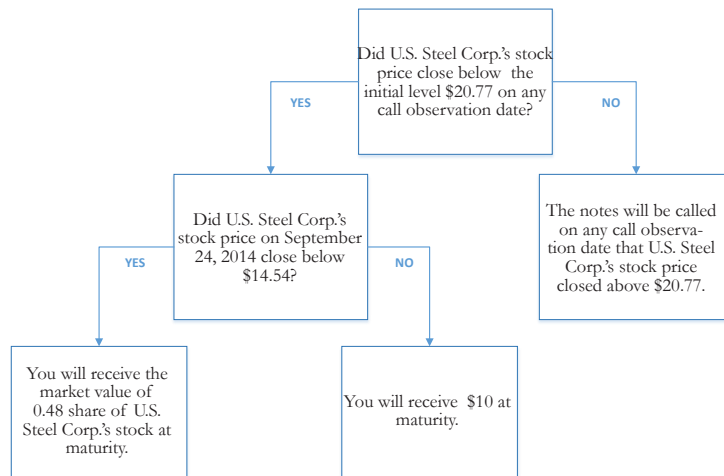 Did U.S. Steel Corp.'s stock
price close below the
initial level $20.77 on any
call observation date?
YES
NO
Did U.S. Steel Corp.'s
stock price on September
24, 2014 close below
$14.54?
The notes will be called
on any call observa-
tion date that U.S. Steel
Corp.'s stock price
closed above $20.77.
YES
NO
You will receive the
market value of
0.48 share of U.S.
Steel Corp.'s stock at
maturity.
You will receive $10 at
maturity.